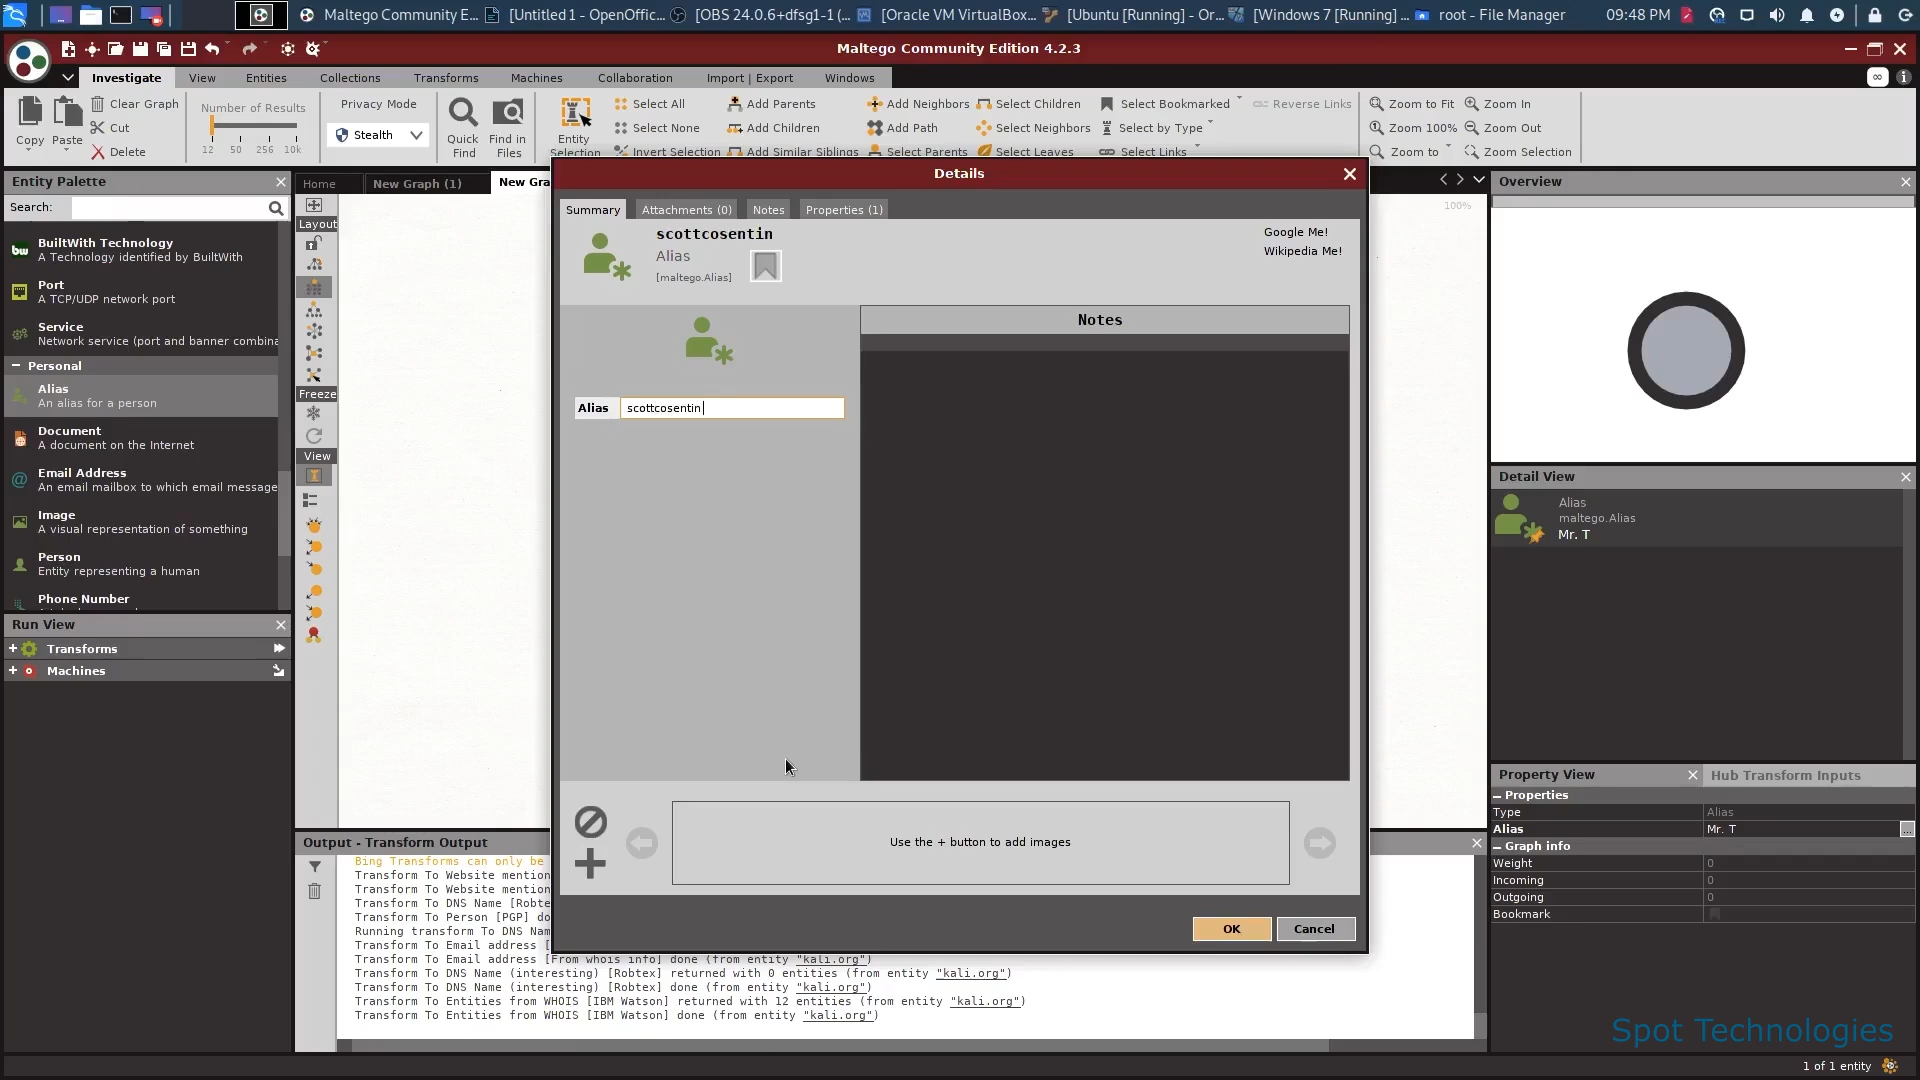 Maltego Community E...
[Untitled 1 - OpenOffic...
[OBS 24.0.6+dfsg1-1 (...
[Oracle VM VirtualBox...
[Ubuntu [Running] - Or...
[Windows 7 [Running] ...
root - File Manager
09:48 PM
Maltego Community Edition 4.2.3
Investigate
View
Entities
Collections
Transforms
Machines
Collaboration
Import | Export
Windows
Copy
Paste
Clear Graph
Cut
Delete
Number of Results
12 50 256 10k
Privacy Mode
Stealth
Quick Find
Find in Files
Entity Selection
Select All
Select None
Invert Selection
Add Parents
Add Children
Add Similar Siblings
Add Neighbors
Add Path
Select Parents
Select Children
Select Neighbors
Select Leaves
Select Bookmarked
Select by Type
Select Links
Reverse Links
Zoom to Fit
Zoom 100%
Zoom to
Zoom In
Zoom Out
Zoom Selection
Entity Palette
Search:
BuiltWith Technology
A Technology identified by BuiltWith
Port
A TCP/UDP network port
Service
Network service (port and banner combina
Personal
Alias
An alias for a person
Document
A document on the Internet
Email Address
An email mailbox to which email message
Image
A visual representation of something
Person
Entity representing a human
Phone Number
Run View
Transforms
Machines
Home
New Graph (1)
New Gra
100%
Layout
Freeze
View
Details
Summary
Attachments (0)
Notes
Properties (1)
scottcosentin
Alias
[maltego.Alias]
Google Me!
Wikipedia Me!
Notes
Alias
scottcosentin
Use the + button to add images
OK
Cancel
Output - Transform Output
Bing Transforms can only be
Transform To Website mention
Transform To Website mention
Transform To DNS Name [Robte
Transform To Person [PGP] do
Running transform To DNS Nam
Transform To Email address [
Transform To Email address [From whois info] done (from entity "kali.org")
Transform To DNS Name (interesting) [Robtex] returned with 0 entities (from entity "kali.org")
Transform To DNS Name (interesting) [Robtex] done (from entity "kali.org")
Transform To Entities from WHOIS [IBM Watson] returned with 12 entities (from entity "kali.org")
Transform To Entities from WHOIS [IBM Watson] done (from entity "kali.org")
Overview
Detail View
Alias
maltego.Alias
Mr. T
Property View
Hub Transform Inputs
Properties
Type Alias
Alias Mr. T
Graph info
Weight 0
Incoming 0
Outgoing 0
Bookmark
Spot Technologies
1 of 1 entity